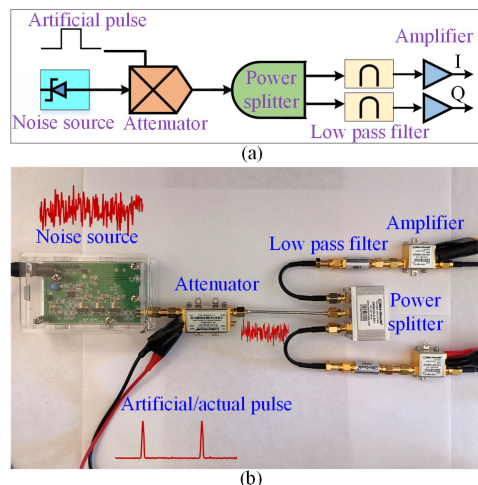 Artificial pulse
Noise source
Attenuator
Power
splitter
Low pass filter
Amplifier
I
Q
(a)
Noise source
Attenuator
Low pass filter
Amplifier
Power
splitter
Artificial/actual pulse
(b)